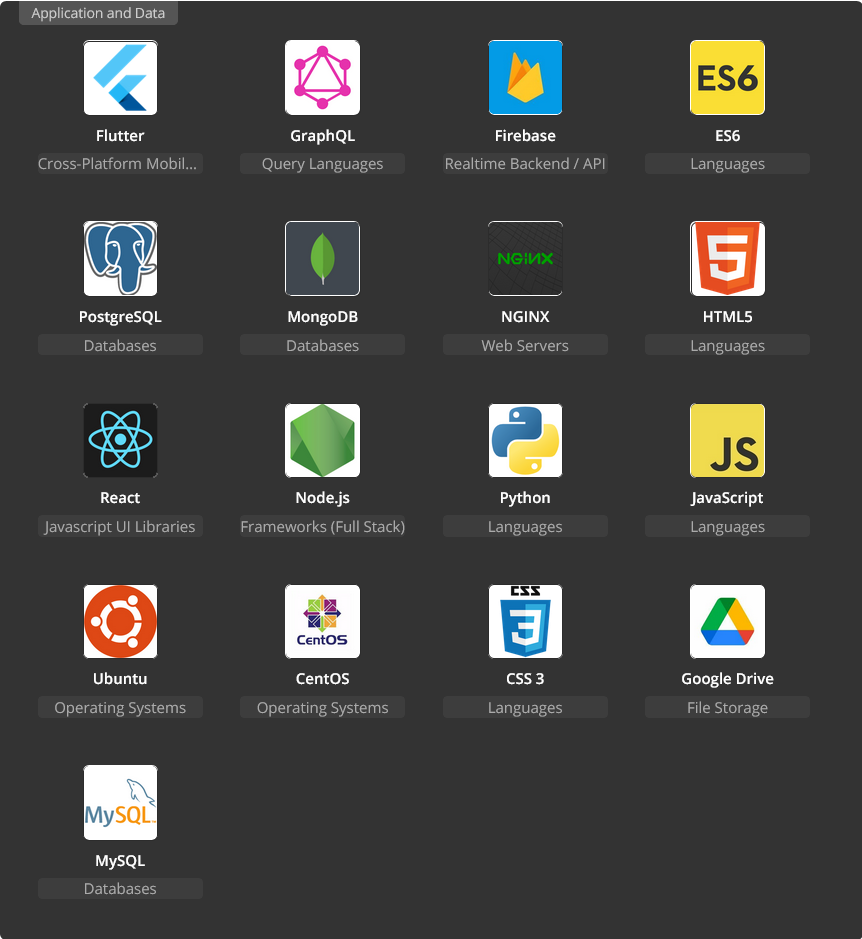 Application and Data
ES6
Flutter
GraphQL
Firebase
ES6
Cross-Platform Mobil...
Query Languages
Realtime Backend / API
Languages
NGINX
PostgreSQL
MongoDB
NGINX
HTML5
Databases
Databases
Web Servers
Languages
JS
React
Node.js
Python
JavaScript
Javascript UI Libraries
Frameworks (Full Stack)
Languages
Languages
CSS
3
CentOS
Ubuntu
CentOS
CSS 3
Google Drive
Operating Systems
Operating Systems
Languages
File Storage
MySQL
MySQL
Databases